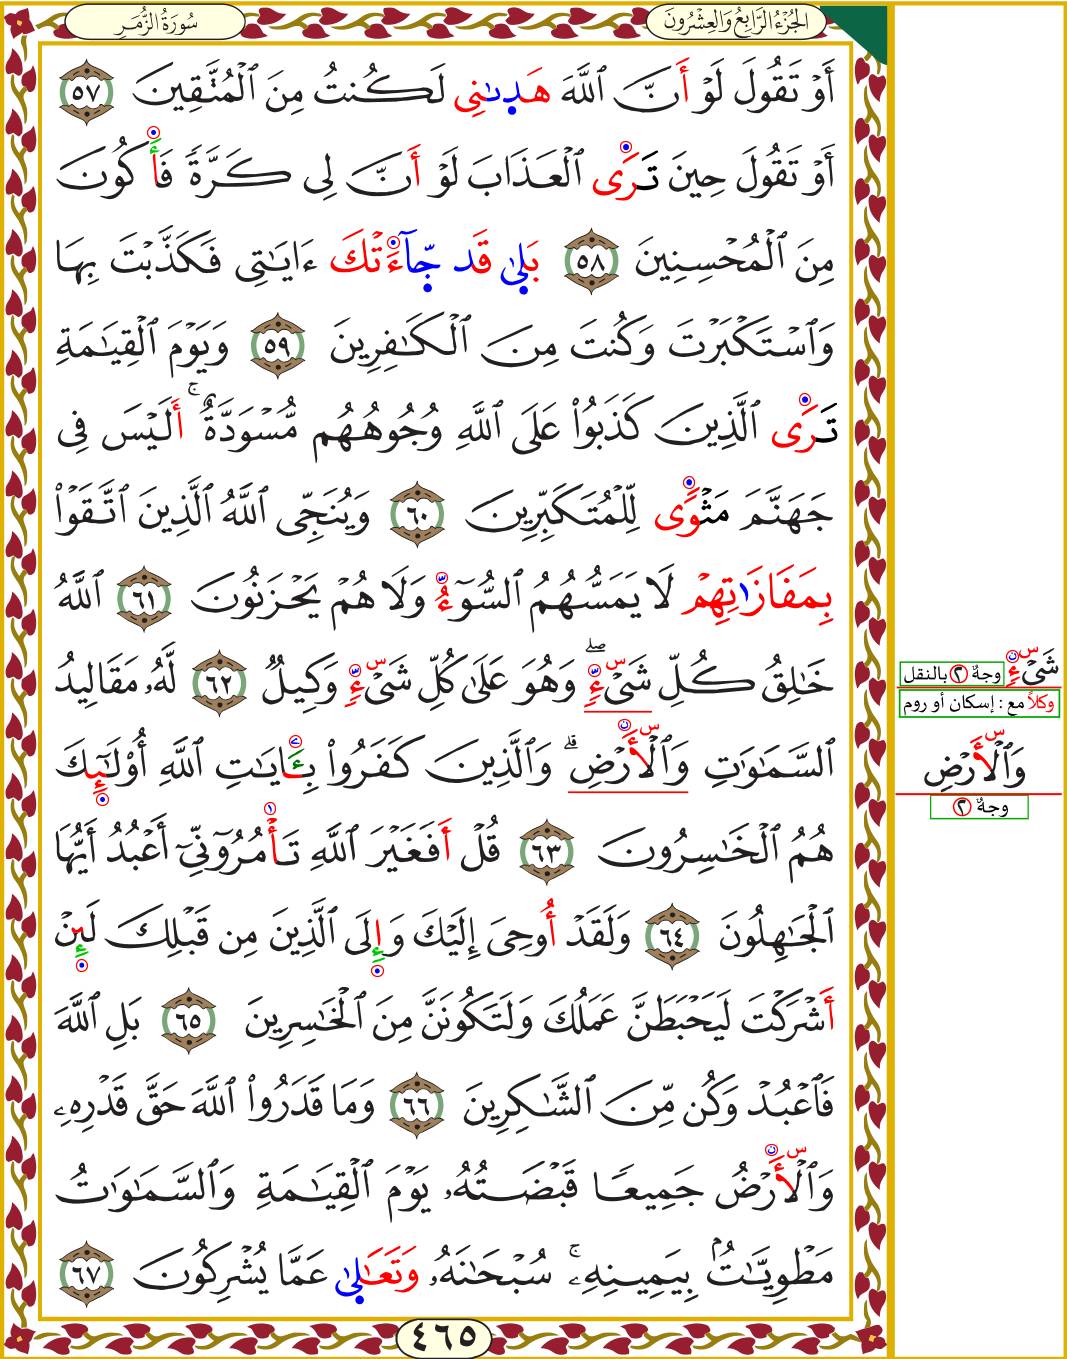 الجُزْءُ الرَّابِعُ وَالعِشْرُونَ
سُورَةُ الزُّمَرِ
أَوْ تَقُولَ لَوْ أَنَّ ٱللَّهَ هَدٜىٰنِى لَكُنتُ مِنَ ٱلْمُتَّقِينَ ٥٧
أَوْ تَقُولَ حِينَ تَرَى ٱلْعَذَابَ لَوْ أَنَّ لِى كَرَّةً فَأَكُونَ
مِنَ ٱلْمُحْسِنِينَ ٥٨ بَلٜىٰ قَد جَّآءَتْكَ ءَايَـٰتِى فَكَذَّبْتَ بِهَا
وَٱسْتَكْبَرْتَ وَكُنتَ مِنَ ٱلْكَـٰفِرِينَ ٥٩ وَيَوْمَ ٱلْقِيَـٰمَةِ
تَرَى ٱلَّذِينَ كَذَبُوا۟ عَلَى ٱللَّهِ وُجُوهُهُم مُّسْوَدَّةٌ ۚ أَلَيْسَ فِى
جَهَنَّمَ مَثْوًى لِّلْمُتَكَبِّرِينَ ٦٠ وَيُنَجِّى ٱللَّهُ ٱلَّذِينَ ٱتَّقَوْا۟
بِمَفَازَٰتِهِمْ لَا يَمَسُّهُمُ ٱلسُّوٓءُ وَلَا هُمْ يَحْزَنُونَ ٦١ ٱللَّهُ
خَـٰلِقُ كُلِّ شَىْءٍ ۖ وَهُوَ عَلَىٰ كُلِّ شَىْءٍ وَكِيلٌ ٦٢ لَّهُۥ مَقَالِيدُ
ٱلسَّمَـٰوَٰتِ وَٱلْأَرْضِ ۗ وَٱلَّذِينَ كَفَرُوا۟ بِـَٔايَـٰتِ ٱللَّهِ أُو۟لَـٰٓئِكَ
هُمُ ٱلْخَـٰسِرُونَ ٦٣ قُلْ أَفَغَيْرَ ٱللَّهِ تَأْمُرُوٓنِّىٓ أَعْبُدُ أَيُّهَا
ٱلْجَـٰهِلُونَ ٦٤ وَلَقَدْ أُوحِىَ إِلَيْكَ وَإِلَى ٱلَّذِينَ مِن قَبْلِكَ لَئِنْ
أَشْرَكْتَ لَيَحْبَطَنَّ عَمَلُكَ وَلَتَكُونَنَّ مِنَ ٱلْخَـٰسِرِينَ ٦٥ بَلِ ٱللَّهَ
فَٱعْبُدْ وَكُن مِّنَ ٱلشَّـٰكِرِينَ ٦٦ وَمَا قَدَرُوا۟ ٱللَّهَ حَقَّ قَدْرِهِۦ
وَٱلْأَرْضُ جَمِيعًا قَبْضَتُهُۥ يَوْمَ ٱلْقِيَـٰمَةِ وَٱلسَّمَـٰوَٰتُ
مَطْوِيَّـٰتٌۢ بِيَمِينِهِۦ ۚ سُبْحَـٰنَهُۥ وَتَعَـٰلٜىٰ عَمَّا يُشْرِكُونَ ٦٧
٤٦٥
شَىْءٍ وجهٌ ٢ بالنقل
وكلاً مع : إسكان أو روم
وَٱلْأَرْضِ
وجهٌ ٢